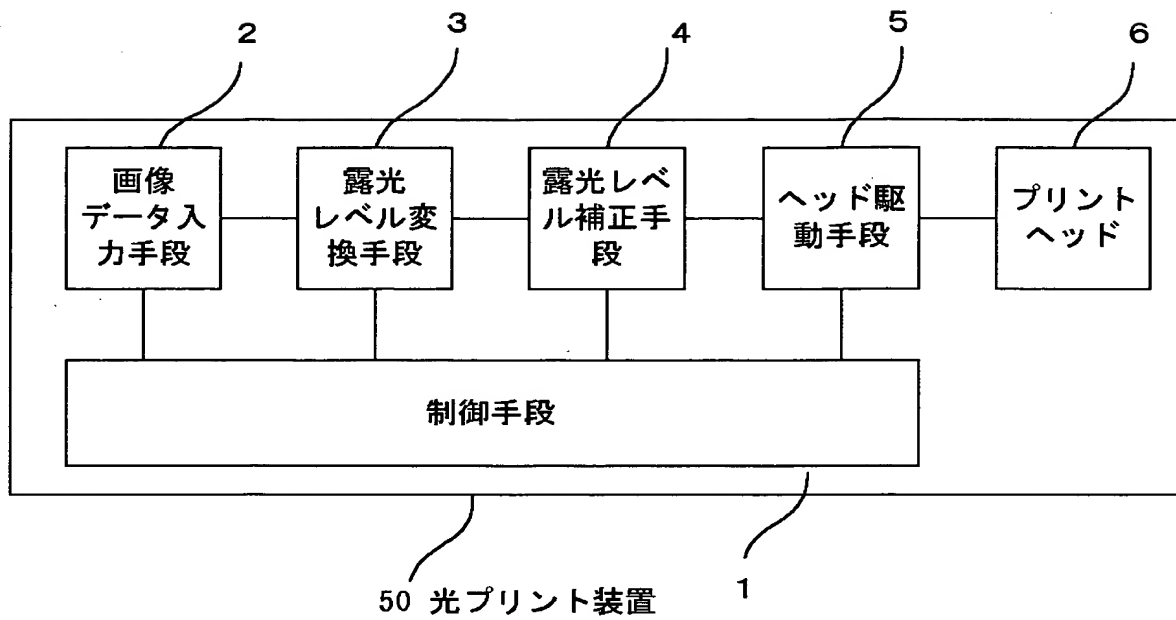 2
3
4
5
6
画像
データ入
力手段
露光
レベル変
換手段
露光レベ
ル補正手
段
ヘッド駆
動手段
プリント
ヘッド
制御手段
1
50 光プリント装置